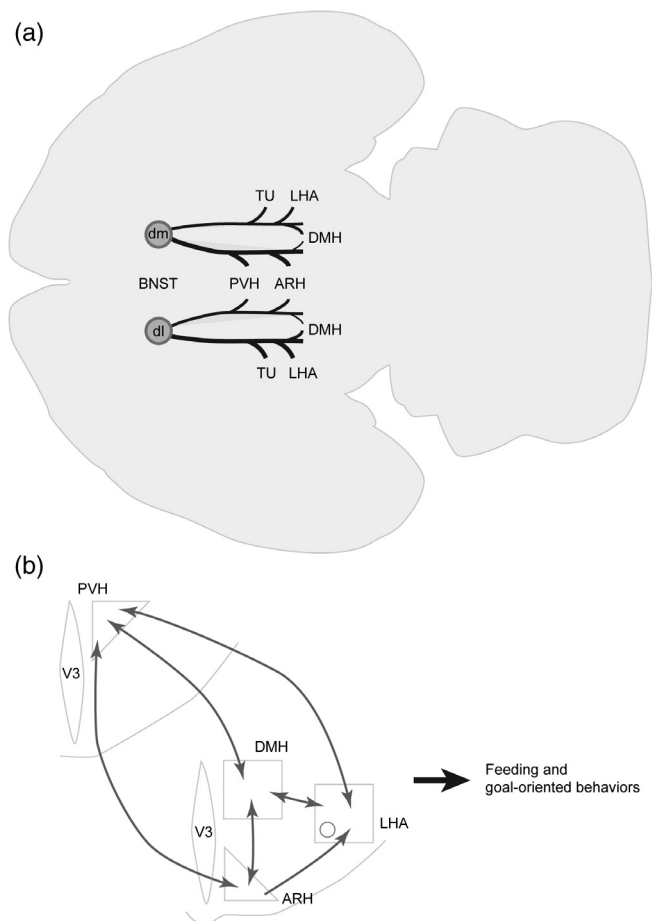 (a)
TU LHA
dm
DMH
BNST PVH ARH
dl
DMH
TU LHA
(b)
PVH
V3
DMH
Feeding and
goal-oriented behaviors
V3
LHA
ARH